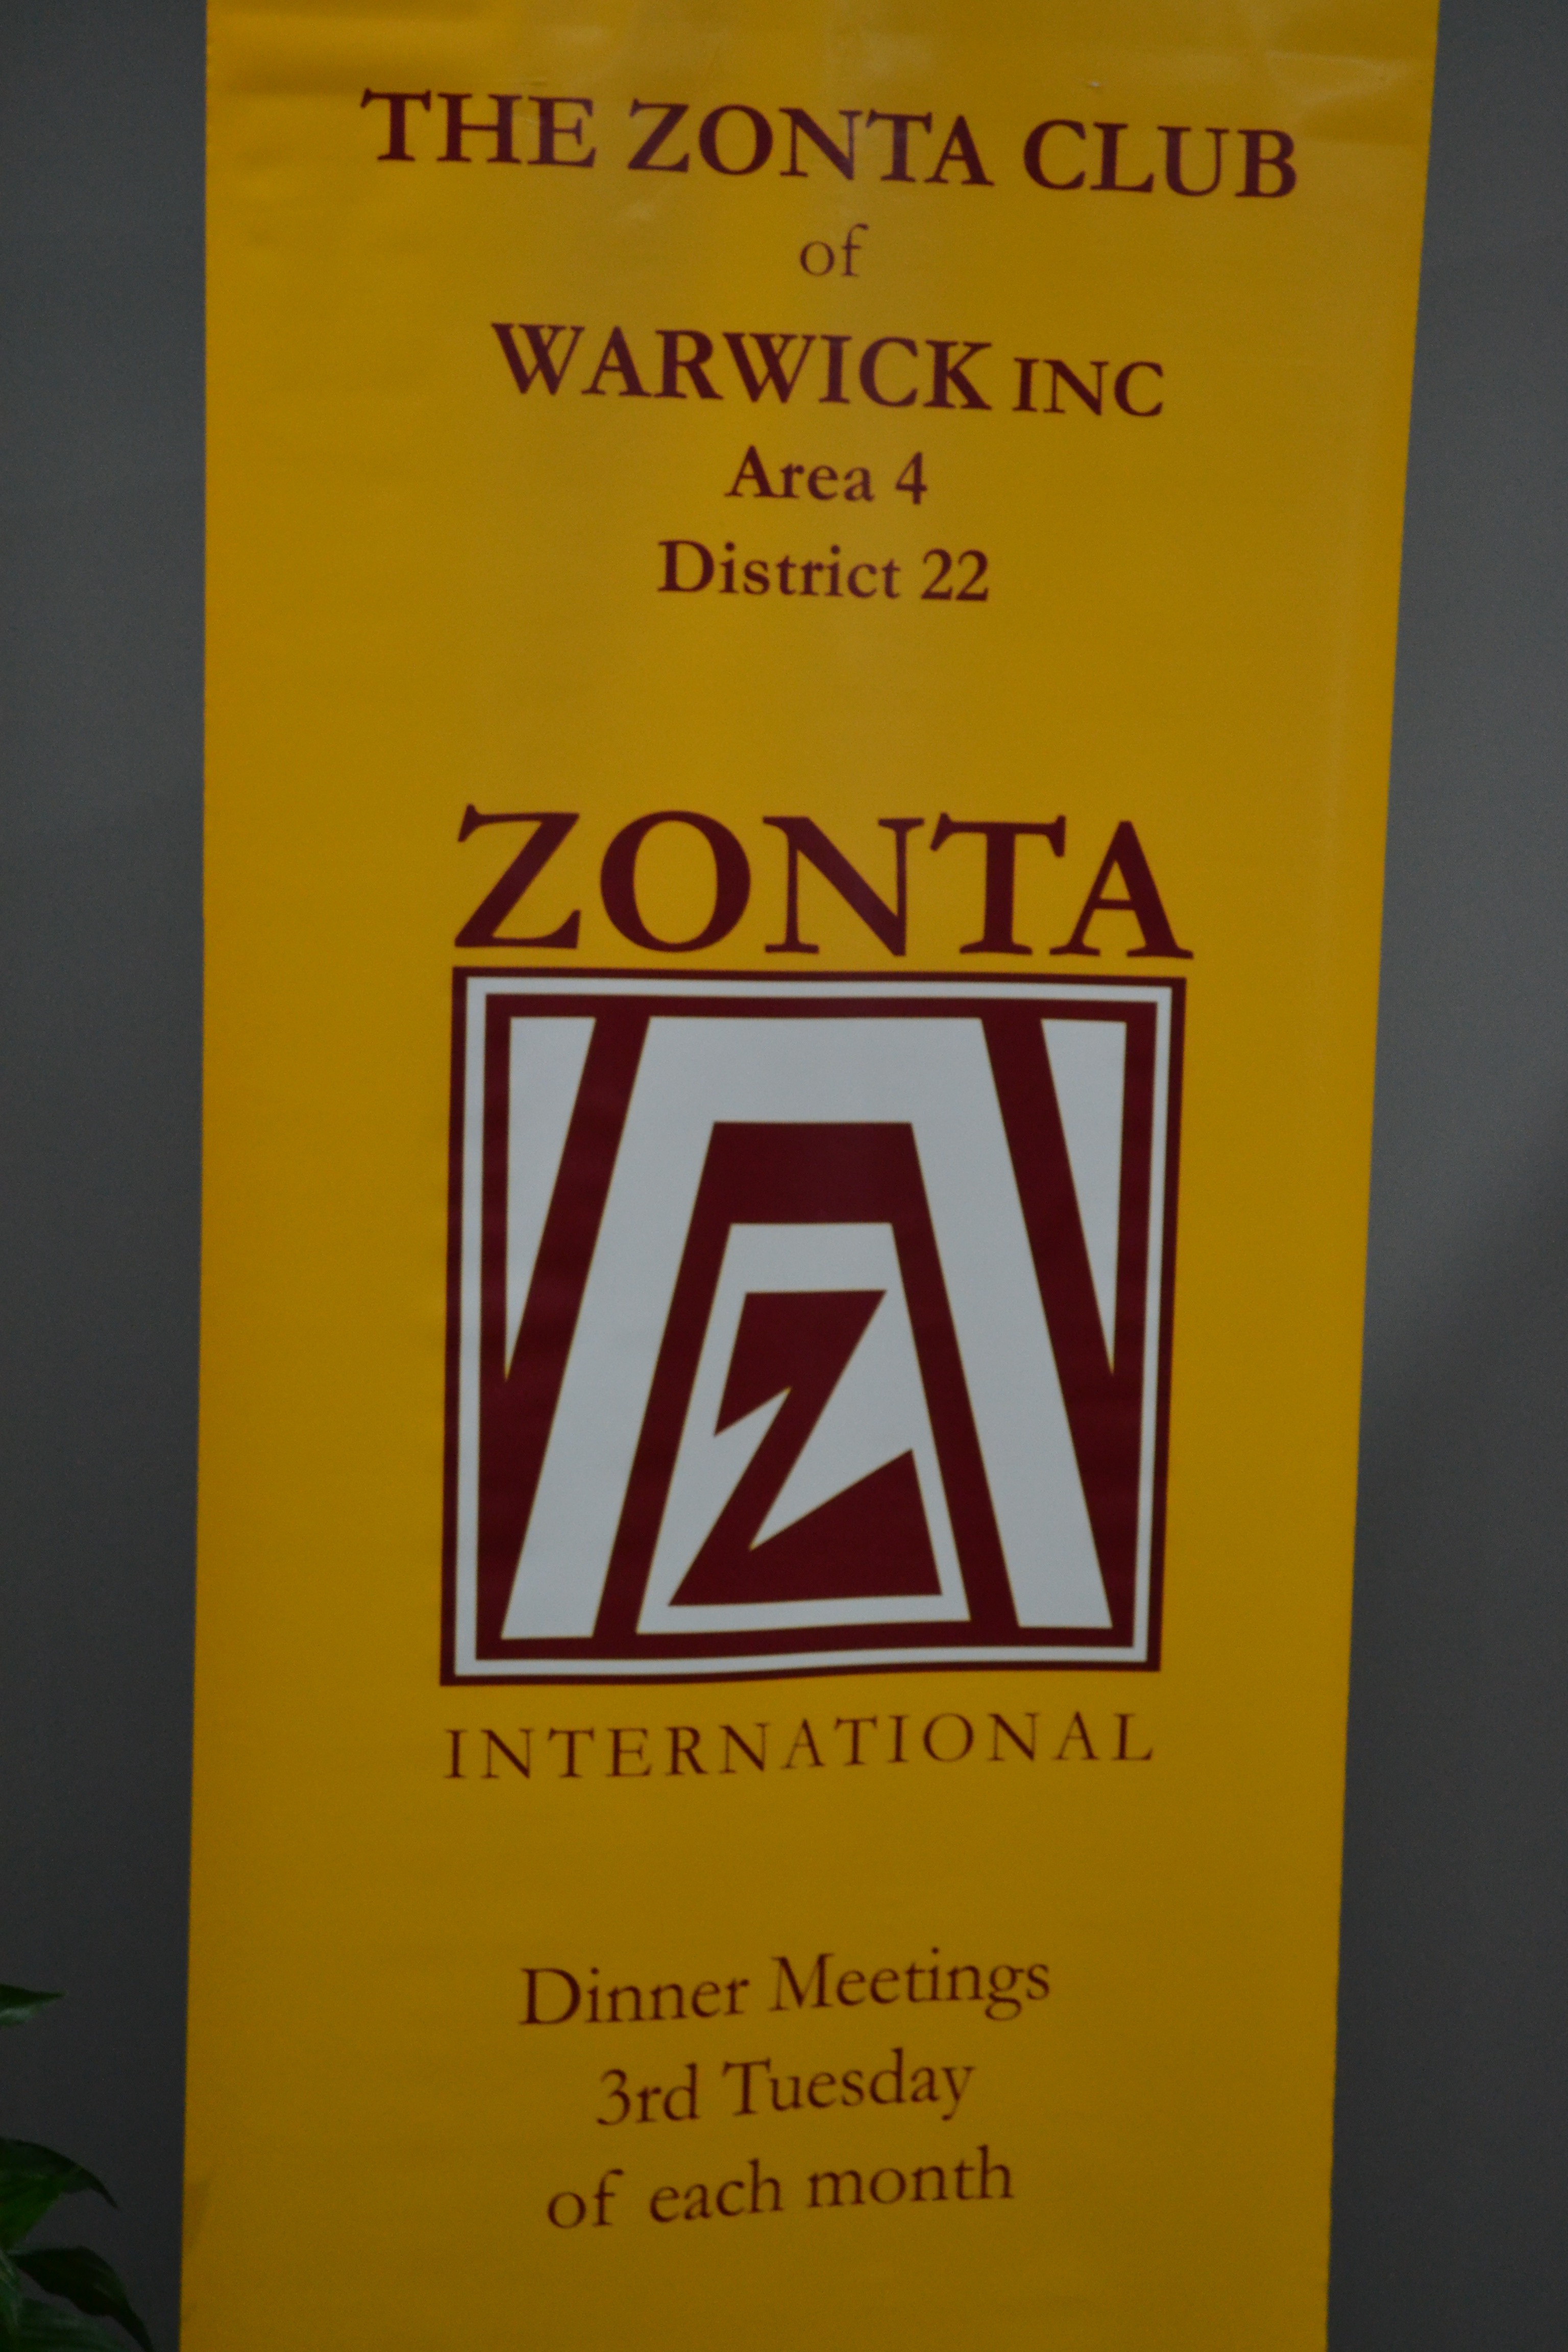 THE ZONTA CLUB
of
WARWICK INC
Area 4
District 22
ZONTA
INTERNATIONAL
Dinner Meetings
3rd Tuesday
of each month